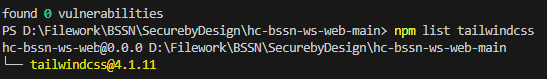 found 0 vulnerabilities
PS D:\Filework\BSSN\SecurebyDesign\hc-bssn-ws-web-main> npm list tailwindcss
hc-bssn-ws-web@0.0.0 D:\Filework\BSSN\SecurebyDesign\hc-bssn-ws-web-main
└── tailwindcss@4.1.11